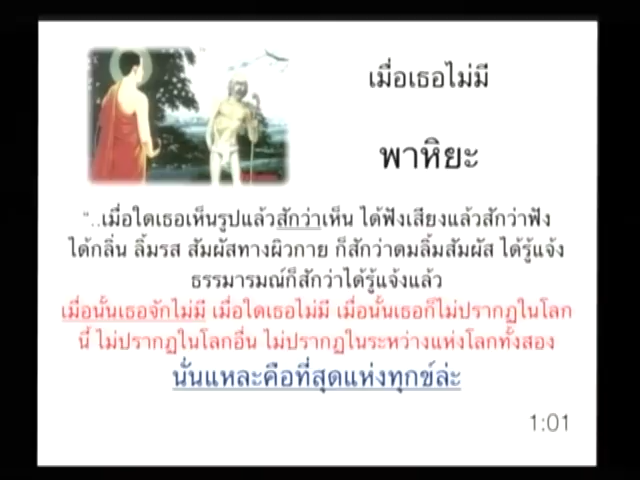 เมื่อเธอไม่มี
พาหิยะ
"..เมื่อใดเธอเห็นรูปแล้วสักว่าเห็น ได้ฟังเสียงแล้วสักว่าฟัง
ได้กลิ่น ลิ้มรส สัมผัสทางผิวกาย ก็สักว่าดมลิ้มสัมผัส ได้รู้แจ้ง
ธรรมารมณ์ก็สักว่าได้รู้แจ้งแล้ว
เมื่อนั้นเธอจักไม่มี เมื่อใดเธอไม่มี เมื่อนั้นเธอก็ไม่ปรากฏในโลก
นี้ ไม่ปรากฏในโลกอื่น ไม่ปรากฏในระหว่างแห่งโลกทั้งสอง
นั่นแหละคือที่สุดแห่งทุกข์ล่ะ
1:01